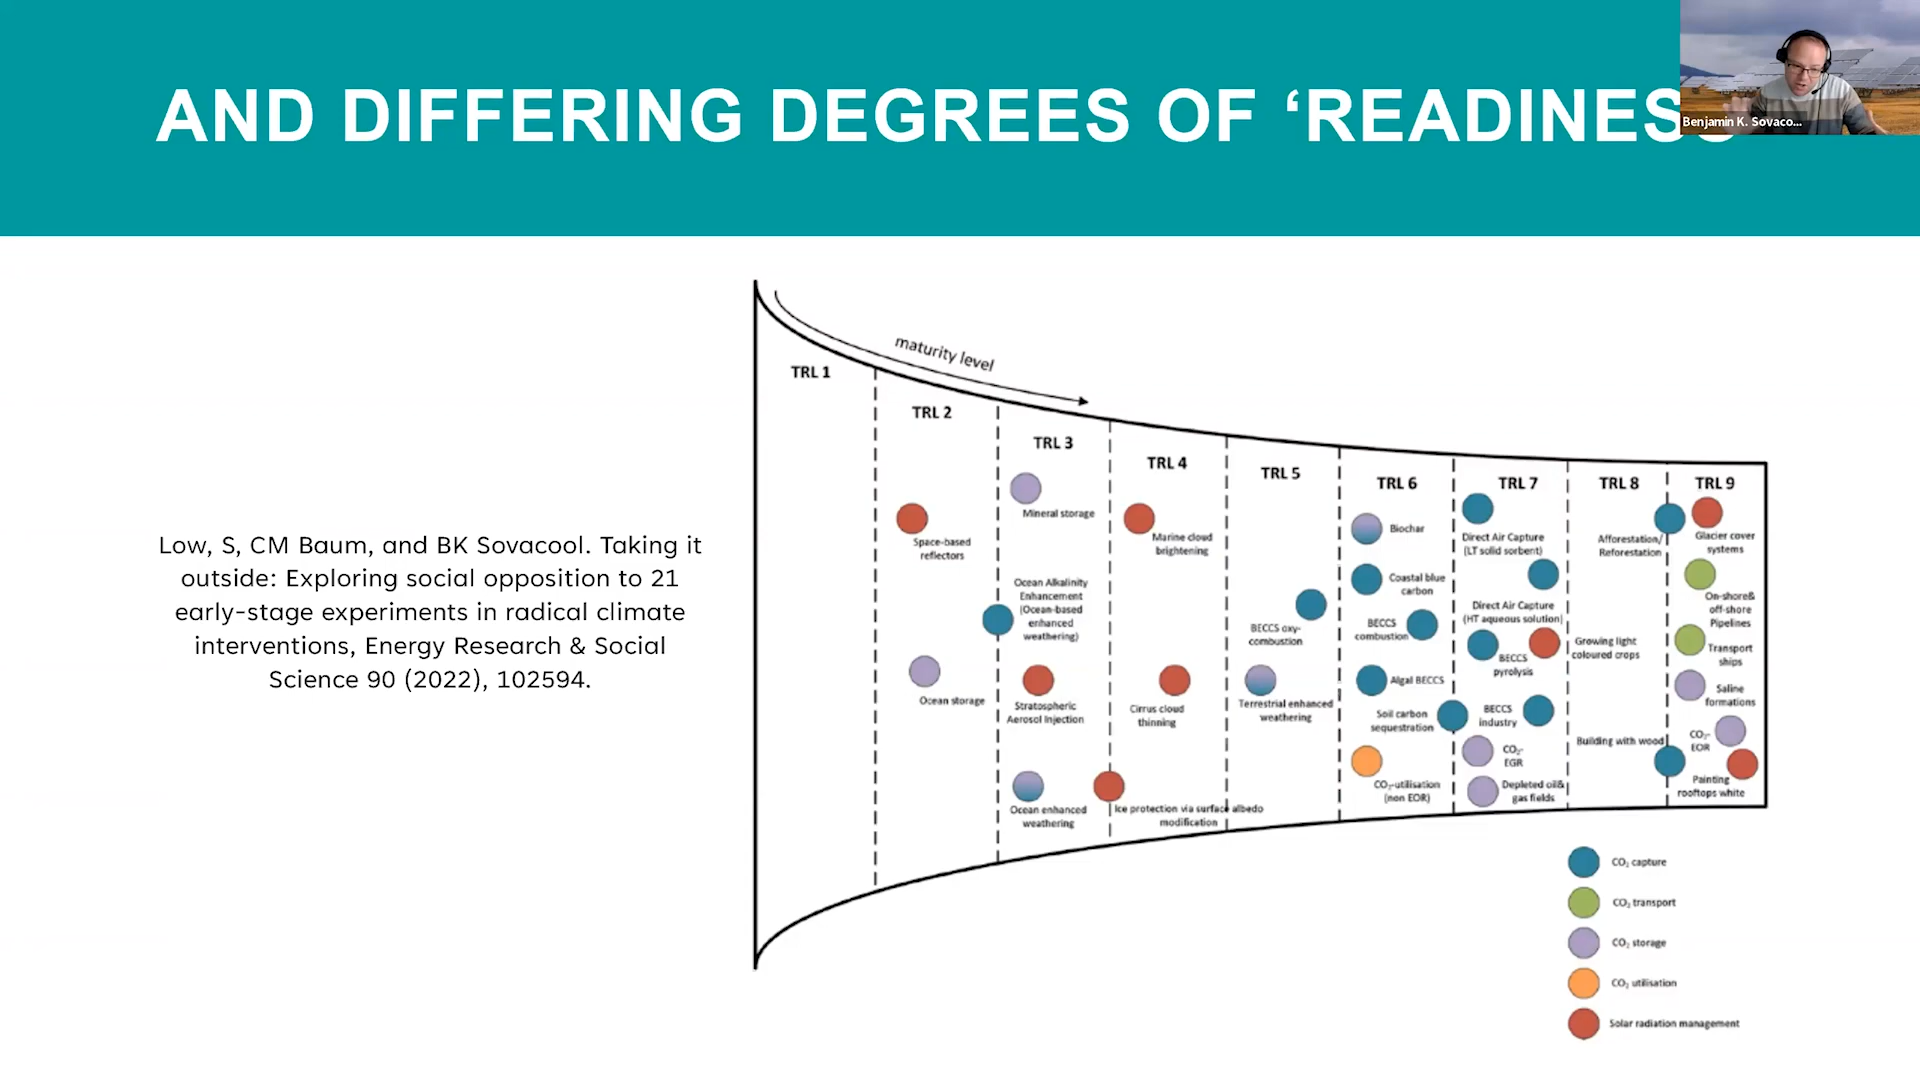 AND DIFFERING DEGREES OF ‘READINES
Benjamin K. Sovaco...
Low, S, CM Baum, and BK Sovacool. Taking it
outside: Exploring social opposition to 21
early-stage experiments in radical climate
interventions, Energy Research & Social
Science 90 (2022), 102594.
maturity level
TRL 1
TRL 2
Space-based
reflectors
Ocean storage
TRL 3
Mineral storage
Ocean Alkalinity
Enhancement
(Ocean-based
enhanced
weathering)
Stratospheric
Aerosol Injection
Ocean enhanced
weathering
TRL 4
Marine cloud
brightening
Cirrus cloud
thinning
Ice protection via surface albedo
modification
TRL 5
BECCS oxy-
combustion
Terrestrial enhanced
weathering
TRL 6
Biochar
Coastal blue
carbon
BECCS
combustion
Algal BECCS
Soil carbon
sequestration
CO₂-utilisation
(non EOR)
TRL 7
Direct Air Capture
(LT solid sorbent)
Direct Air Capture
(HT aqueous solution)
BECCS
pyrolysis
BECCS
industry
CO₂-
EGR
Depleted oil&
gas fields
TRL 8
Afforestation/
Reforestation
Growing light
coloured crops
Building with wood
TRL 9
Glacier cover
systems
On-shore&
off-shore
Pipelines
Transport
ships
Saline
formations
CO₂-
EOR
Painting
rooftops white
CO₂ capture
CO₂ transport
CO₂ storage
CO₂ utilisation
Solar radiation management